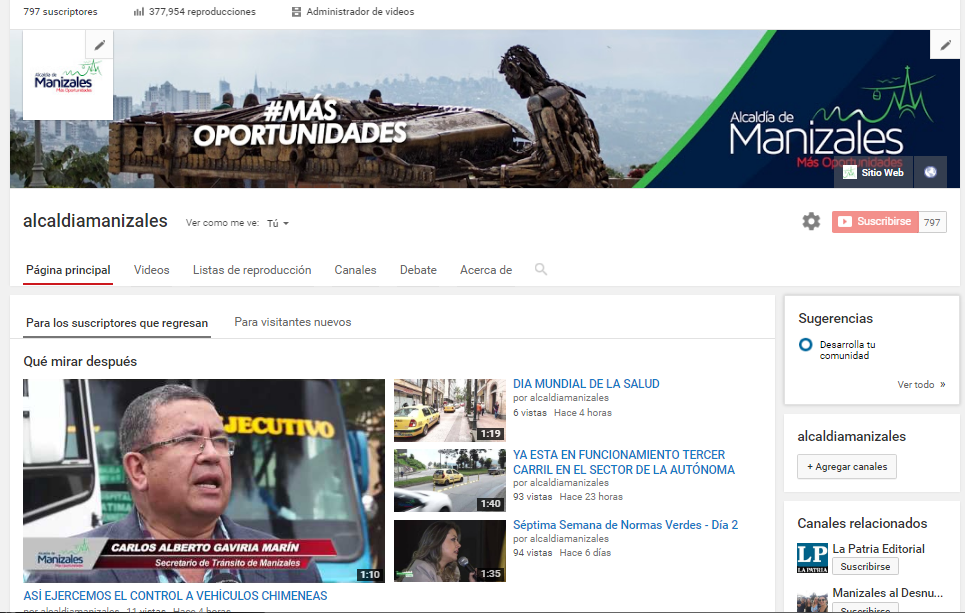 797 suscriptores
377,954 reproducciones
Administrador de videos
Alcaldía de
Manizales
Más Oportunidades
#MÁS
OPORTUNIDADES
Alcaldía de
Manizales
Más Oportunidades
Sitio Web
alcaldiamanizales
Ver como me ve: Tú
Suscribirse 797
Página principal
Videos
Listas de reproducción
Canales
Debate
Acerca de
Para los suscriptores que regresan
Para visitantes nuevos
Qué mirar después
EJECUTIVO
Alcaldía de
Manizales
Más Oportunidades
CARLOS ALBERTO GAVIRIA MARÍN
Secretario de Tránsito de Manizales
1:10
ASÍ EJERCEMOS EL CONTROL A VEHÍCULOS CHIMENEAS
por alcaldiamanizales 11 vistas Hace 4 horas
1:19
DIA MUNDIAL DE LA SALUD
por alcaldiamanizales
6 vistas Hace 4 horas
1:40
YA ESTA EN FUNCIONAMIENTO TERCER
CARRIL EN EL SECTOR DE LA AUTÓNOMA
por alcaldiamanizales
93 vistas Hace 23 horas
1:35
Séptima Semana de Normas Verdes - Día 2
por alcaldiamanizales
94 vistas Hace 6 días
Sugerencias
Desarrolla tu
comunidad
Ver todo »
alcaldiamanizales
+ Agregar canales
Canales relacionados
LP
LA PATRIA
La Patria Editorial
Suscribirse
Manizales al Desnu...
Suscribirse